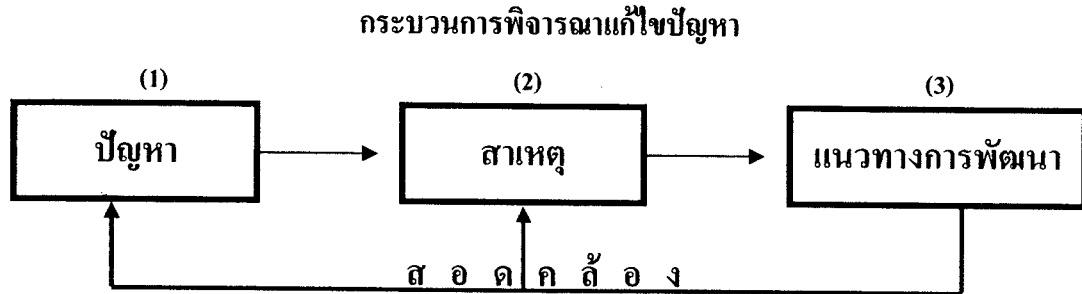 กระบวนการพิจารณาแก้ไขปัญหา
(1) (2) (3)
ปัญหา สาเหตุ แนวทางการพัฒนา
ส อ ด ค ล้ อ ง